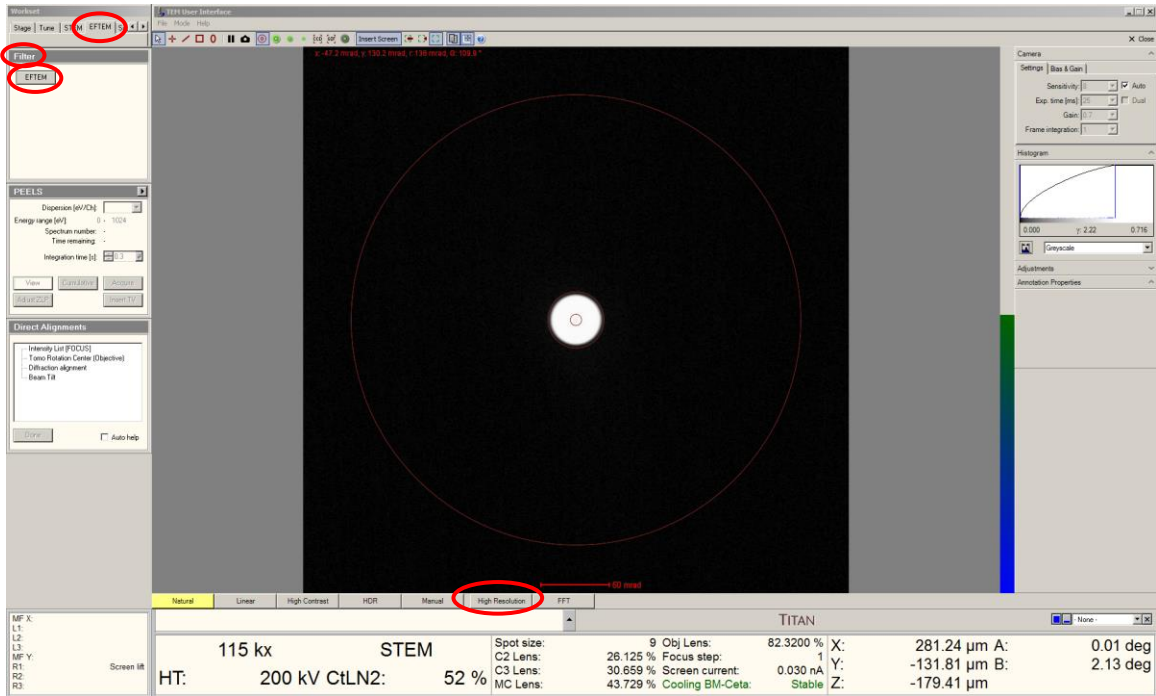 Workset
Stage Tune STEM EFTEM S
Filter
EFTEM
PEELS
Dispersion [eV/Ch]:
Energy range [eV] 0 - 1024
Spectrum number: -
Time remaining: -
Integration time [s]: 0.3
View Cumulative Acquire
Adjust ZLP Insert TV
Direct Alignments
Intensity List [FOCUS]
Tomo Rotation Center (Objective)
Diffraction alignment
Beam Tilt
Done Auto help
MF X:
L1:
L2:
L3:
MF Y:
R1: Screen lift
R2:
R3:
TEM User Interface
File Mode Help
Insert Screen
x: -47.2 mrad, y: 130.2 mrad, r: 139 mrad, Θ: 109.9 °
60 mrad
Natural Linear High Contrast HDR Manual High Resolution FFT
X Close
Camera
Settings Bias & Gain
Sensitivity: 0 Auto
Exp. time [ms]: 25 Dual
Gain: 0.7
Frame integration: 1
Histogram
0.000 γ: 2.22 0.716
Greyscale
Adjustments
Annotation Properties
TITAN
- None -
115 kx STEM
HT: 200 kV CtLN2: 52 %
Spot size: 9 Obj Lens: 82.3200 %
C2 Lens: 26.125 % Focus step: 1
C3 Lens: 30.659 % Screen current: 0.030 nA
MC Lens: 43.729 % Cooling BM-Ceta: Stable
X: 281.24 µm A: 0.01 deg
Y: -131.81 µm B: 2.13 deg
Z: -179.41 µm